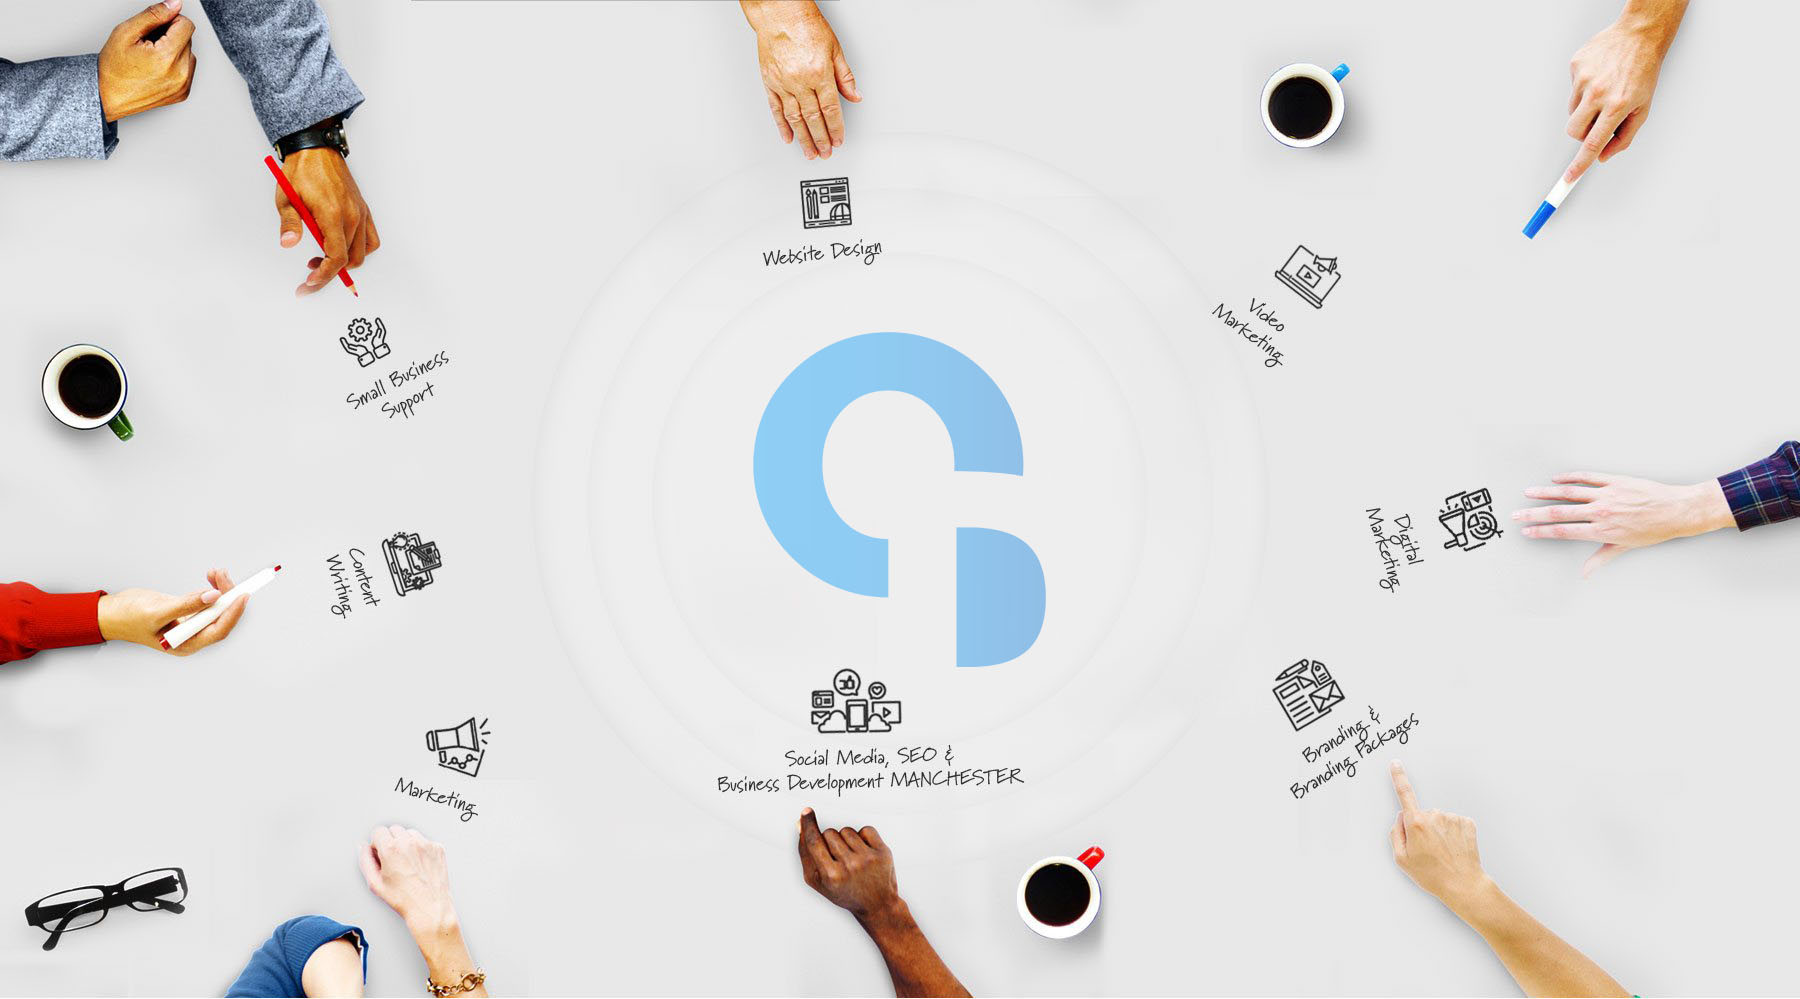 Website Design
Video
Marketing
Small Business
Support
Digital
Marketing
Content
Writing
Branding &
Branding Packages
Marketing
Social Media, SEO &
Business Development MANCHESTER